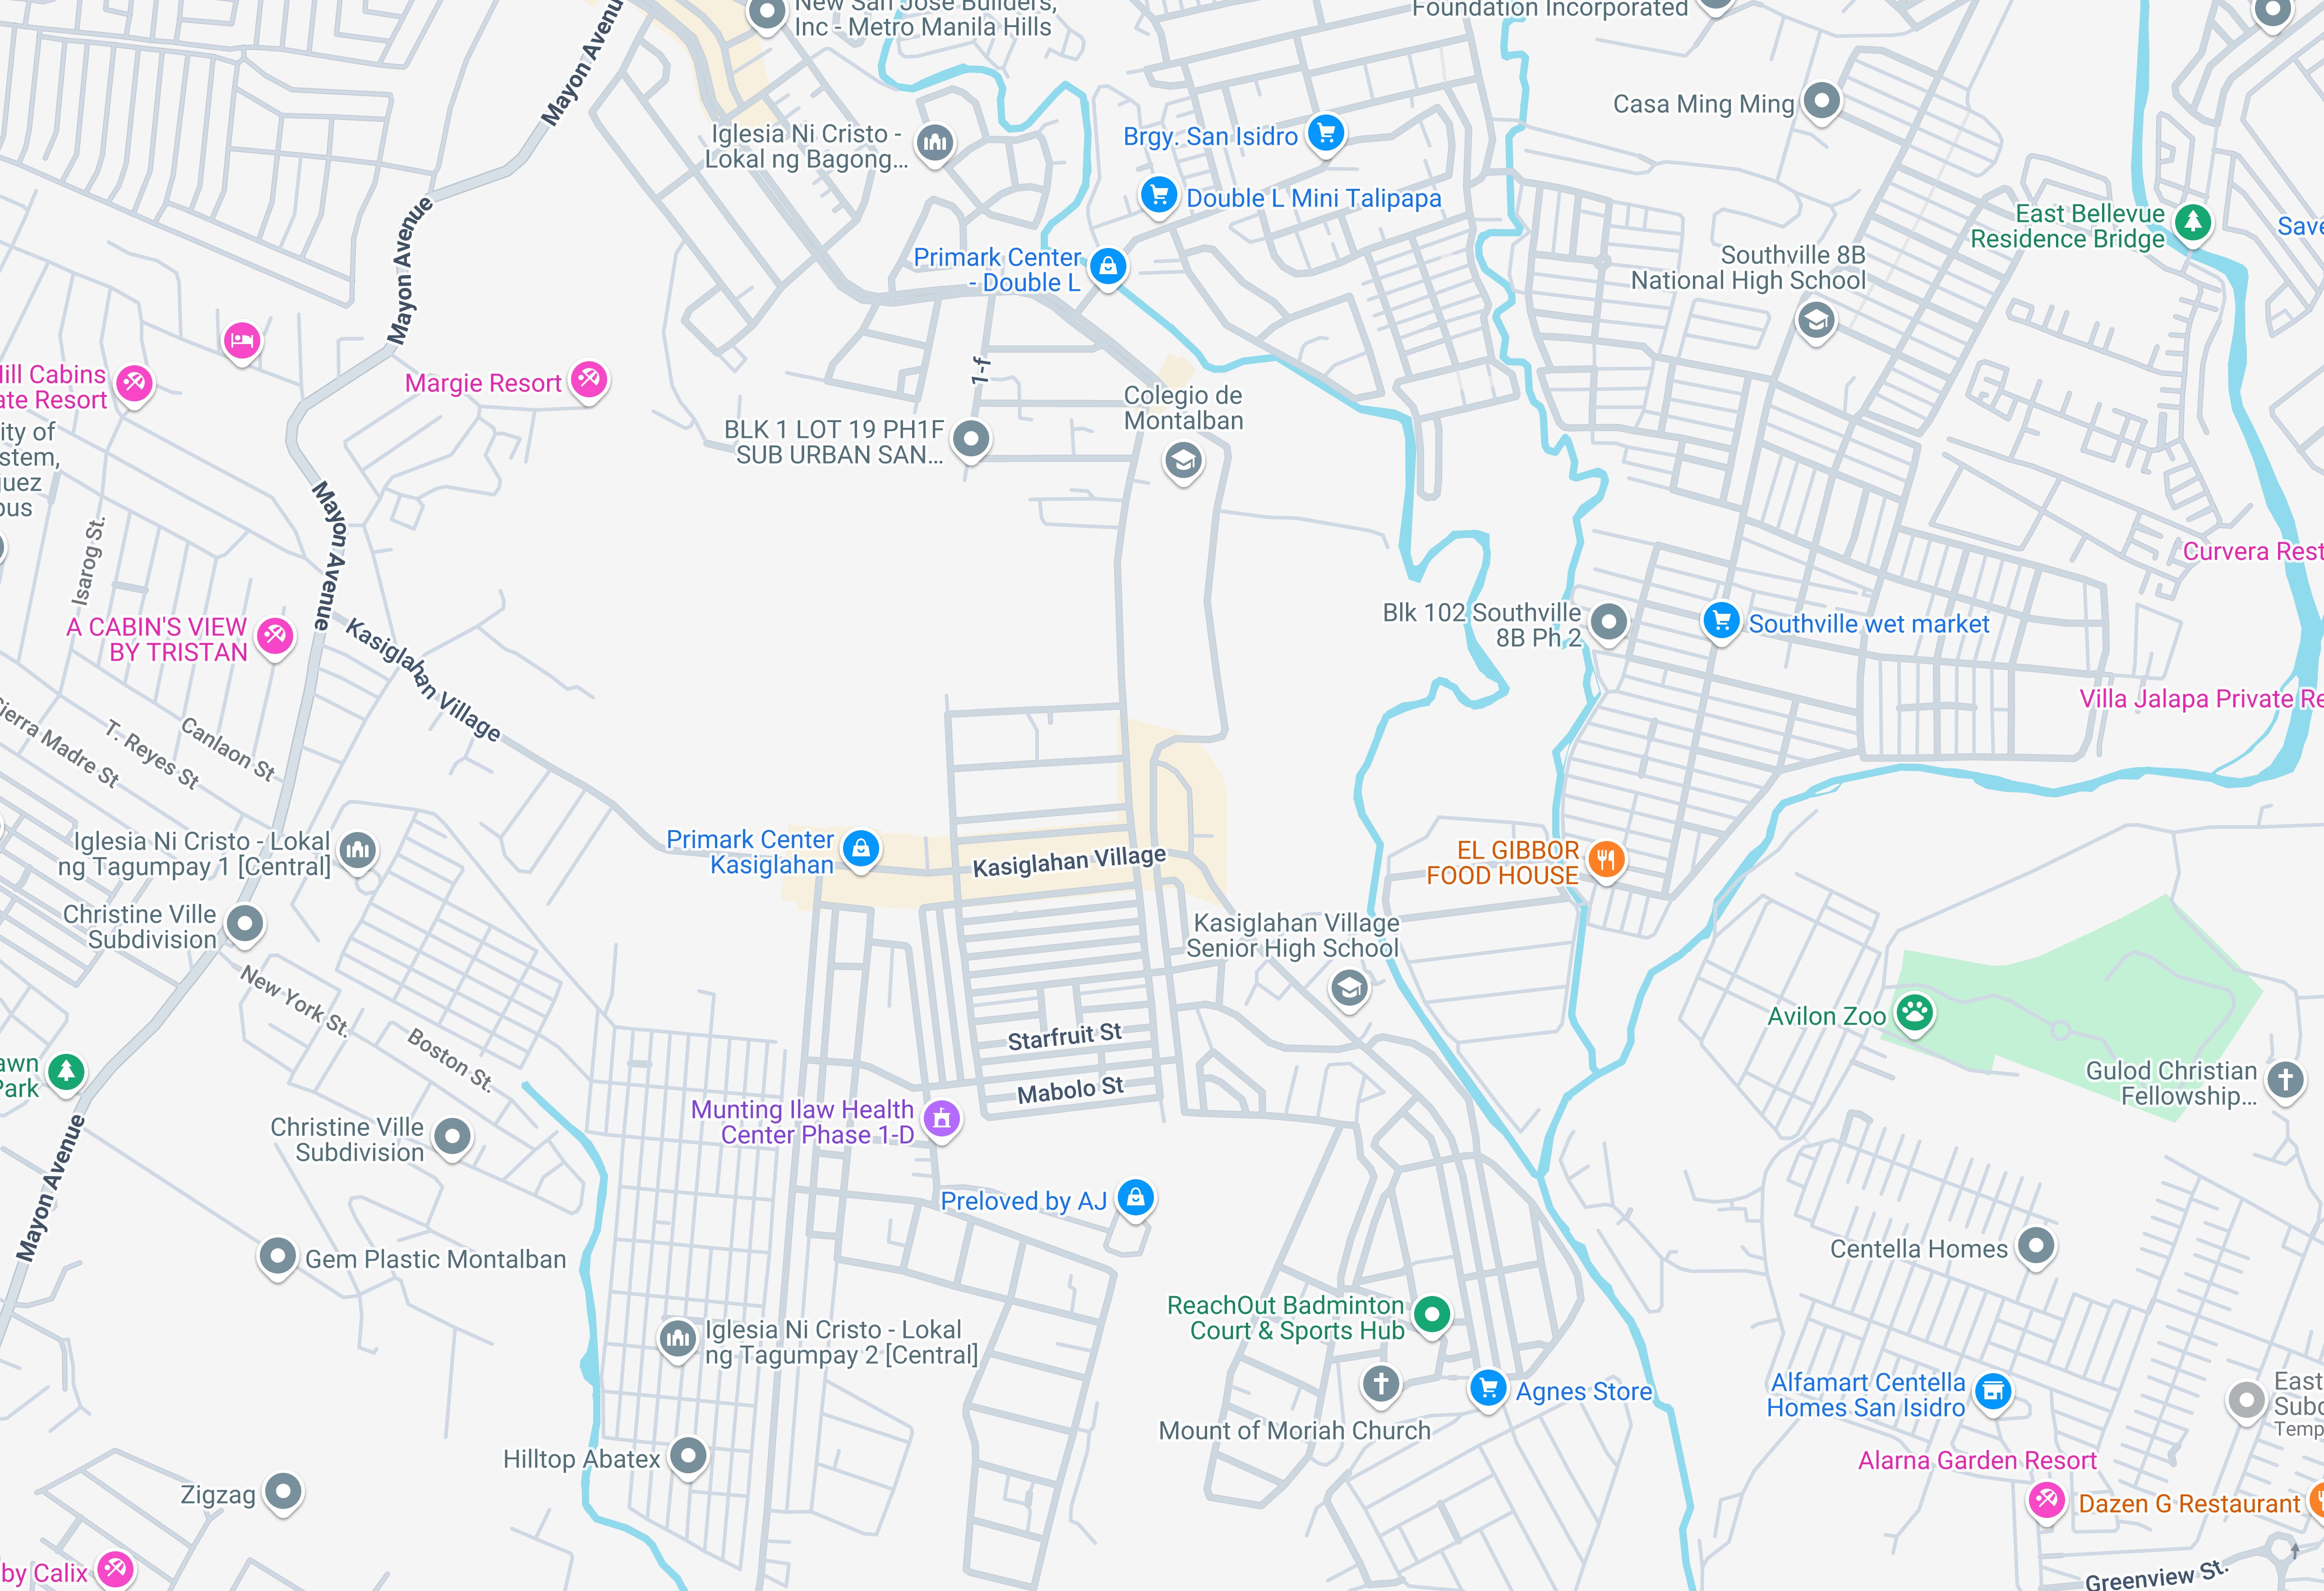 New San Jose Builders,
Inc - Metro Manila Hills
Foundation Incorporated
Mayon Avenu
Casa Ming Ming
Iglesia Ni Cristo -
Lokal ng Bagong...
Brgy. San Isidro
Double L Mini Talipapa
East Bellevue
Residence Bridge
Save
Mayon Avenue
Primark Center
- Double L
Southville 8B
National High School
ill Cabins
ate Resort
Margie Resort
1-f
Colegio de
Montalban
BLK 1 LOT 19 PH1F
SUB URBAN SAN...
ity of
stem,
guez
pus
Mayon Avenue
Isarog St.
Curvera Rest
A CABIN'S VIEW
BY TRISTAN
Kasiglahan Village
Blk 102 Southville
8B Ph 2
Southville wet market
Villa Jalapa Private Re
ierra Madre St
T. Reyes St
Canlaon St
Iglesia Ni Cristo - Lokal
ng Tagumpay 1 [Central]
Primark Center
Kasiglahan
Kasiglahan Village
EL GIBBOR
FOOD HOUSE
Christine Ville
Subdivision
Kasiglahan Village
Senior High School
New York St.
Boston St.
Starfruit St
Mabolo St
Avilon Zoo
awn
Park
Gulod Christian
Fellowship...
Munting Ilaw Health
Center Phase 1-D
Christine Ville
Subdivision
Mayon Avenue
Preloved by AJ
Gem Plastic Montalban
Centella Homes
ReachOut Badminton
Court & Sports Hub
Iglesia Ni Cristo - Lokal
ng Tagumpay 2 [Central]
Agnes Store
Alfamart Centella
Homes San Isidro
East
Subd
Temp
Mount of Moriah Church
Hilltop Abatex
Alarna Garden Resort
Zigzag
Dazen G Restaurant
by Calix
Greenview St.